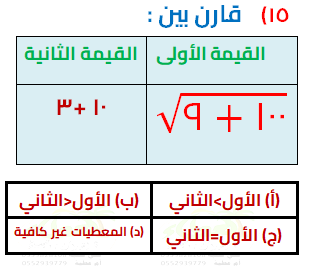 ١٥) قارن بين :
القيمة الأولى القيمة الثانية
√١٠٠ + ٩ ١٠ + ٣
(أ) الأول>الثاني (ب) الأول<الثاني
(ج) الأول=الثاني (د) المعطيات غير كافية